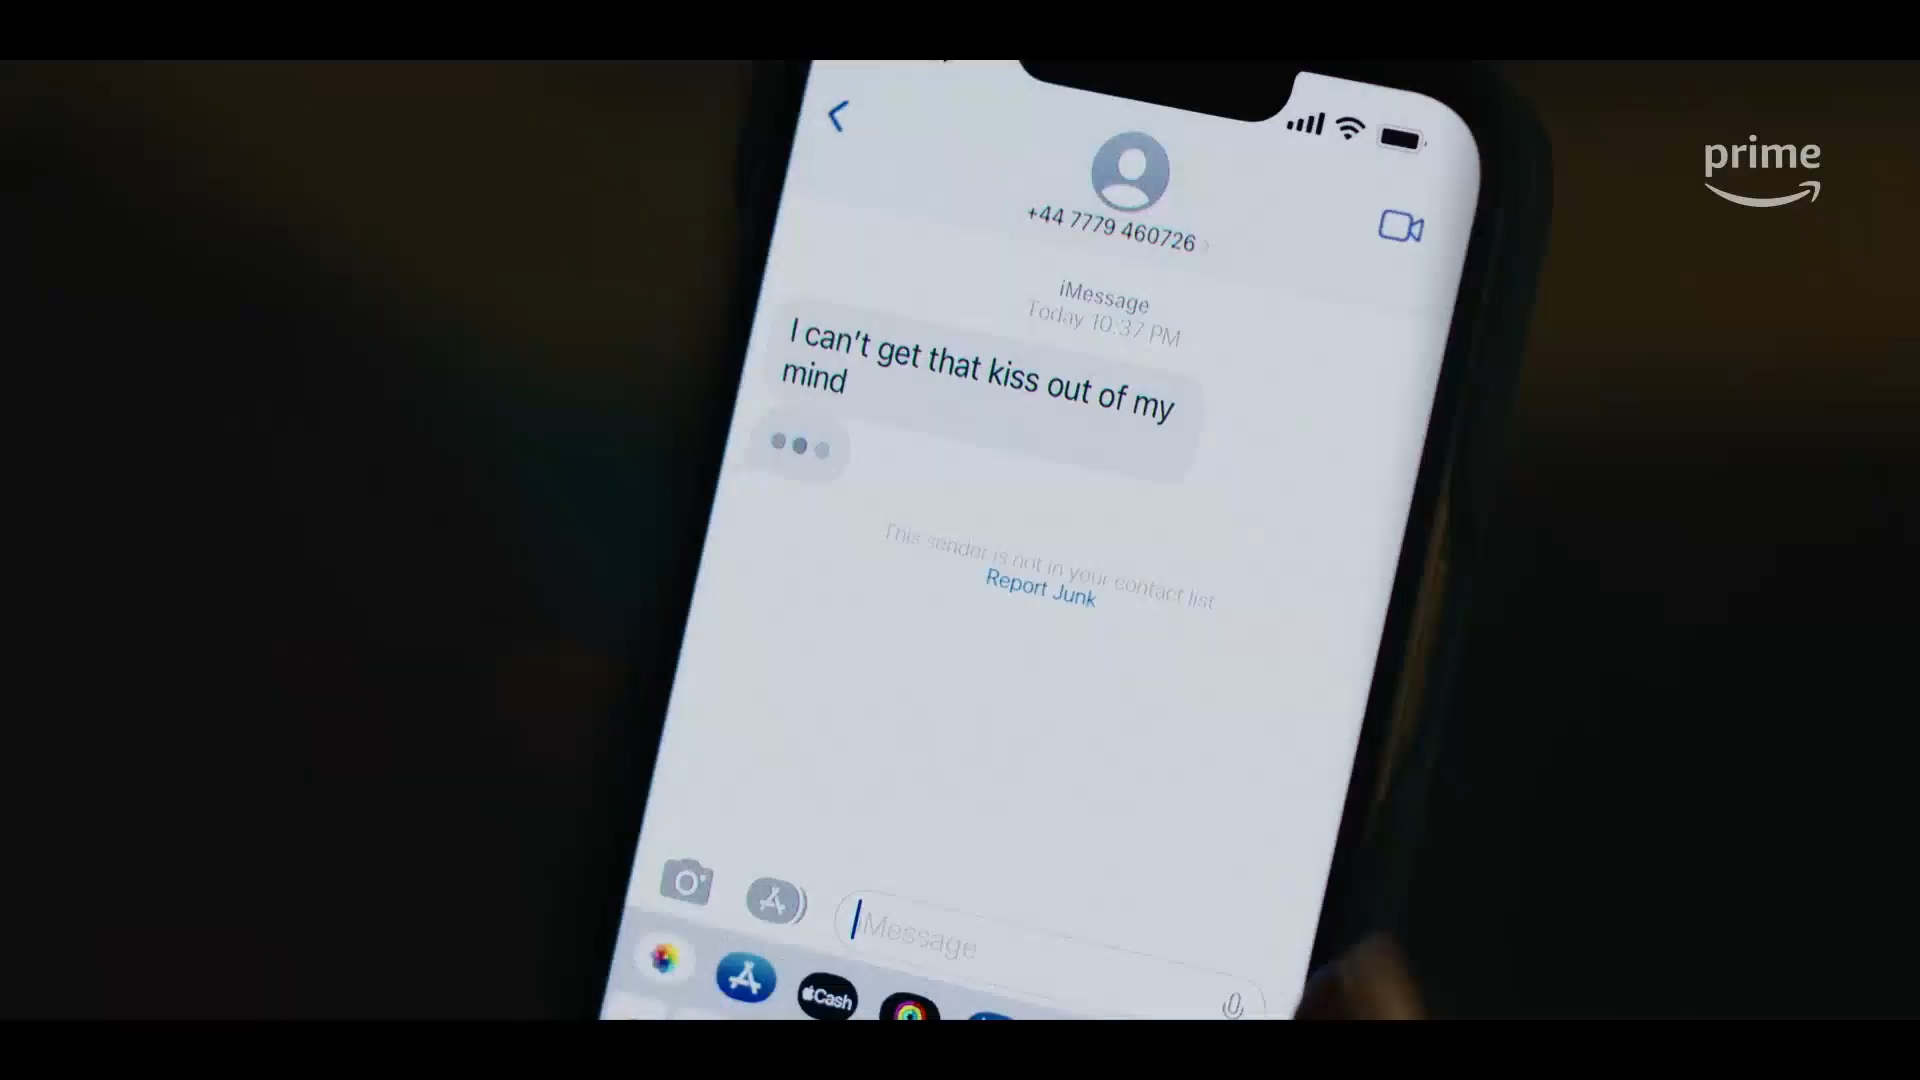 prime
+44 7779 460726
iMessage
Today 10:37 PM
I can't get that kiss out of my
mind
This sender is not in your contact list
Report Junk
iMessage
Cash